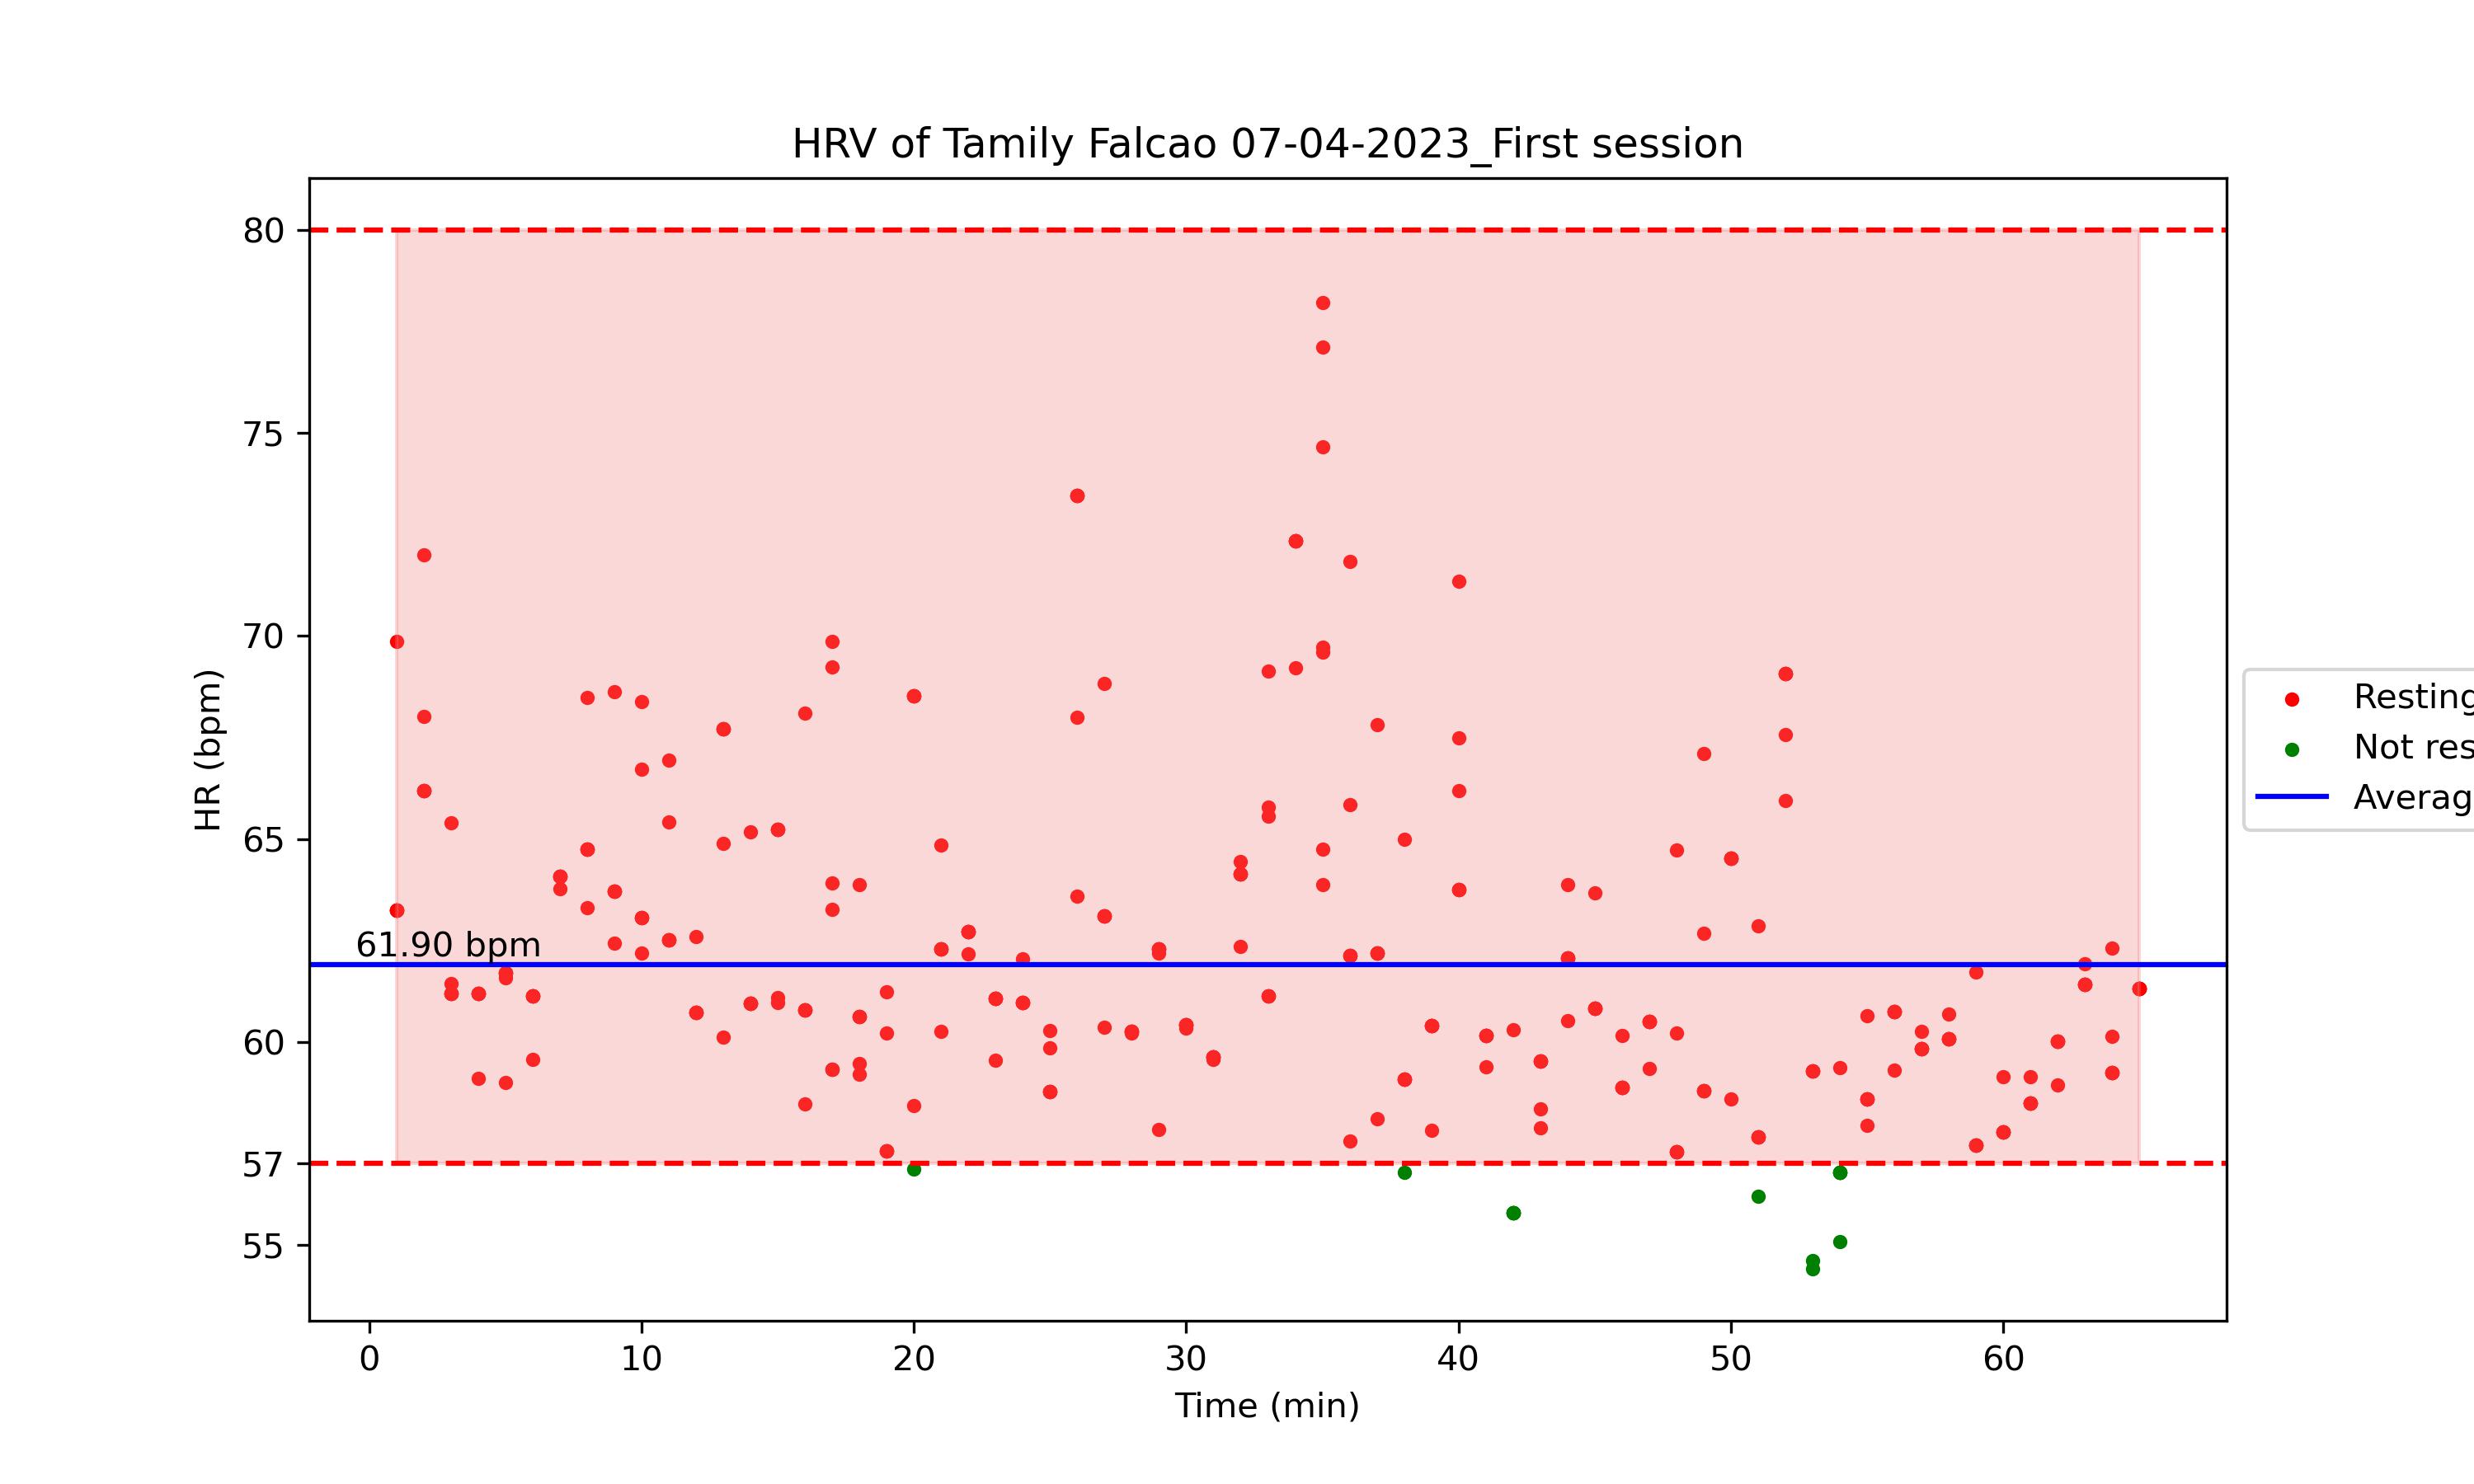 HRV of Tamily Falcao 07-04-2023_First session
80
75
70
65
60
57
55
HR (bpm)
61.90 bpm
Resting
Not res
Averag
0 10 20 30 40 50 60
Time (min)